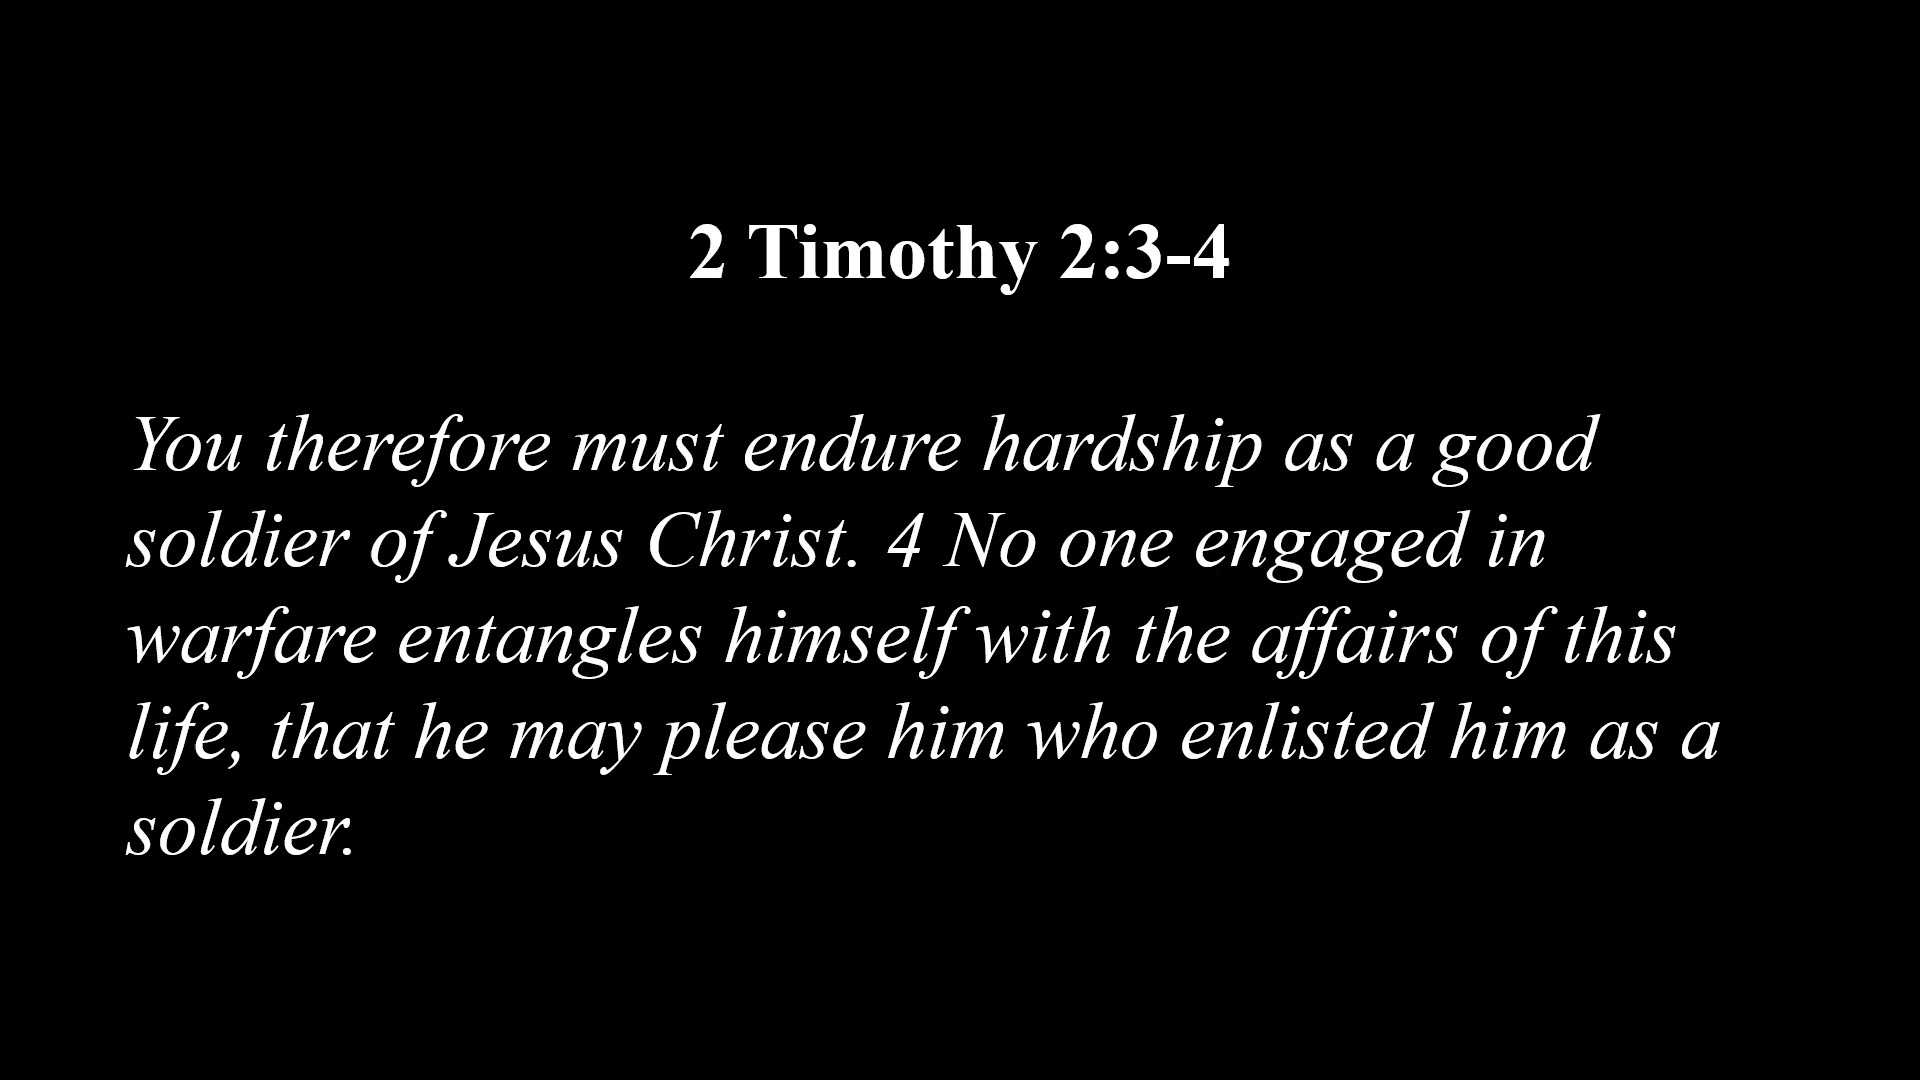 2 Timothy 2:3-4
You therefore must endure hardship as a good
soldier of Jesus Christ. 4 No one engaged in
warfare entangles himself with the affairs of this
life, that he may please him who enlisted him as a
soldier.